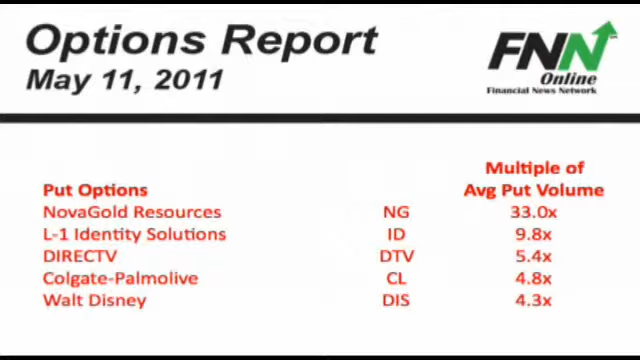 Options Report
May 11, 2011
FNN
Online
Financial News Network
Multiple of
Put Options Avg Put Volume
NovaGold Resources NG 33.0x
L-1 Identity Solutions ID 9.8x
DIRECTV DTV 5.4x
Colgate-Palmolive CL 4.8x
Walt Disney DIS 4.3x